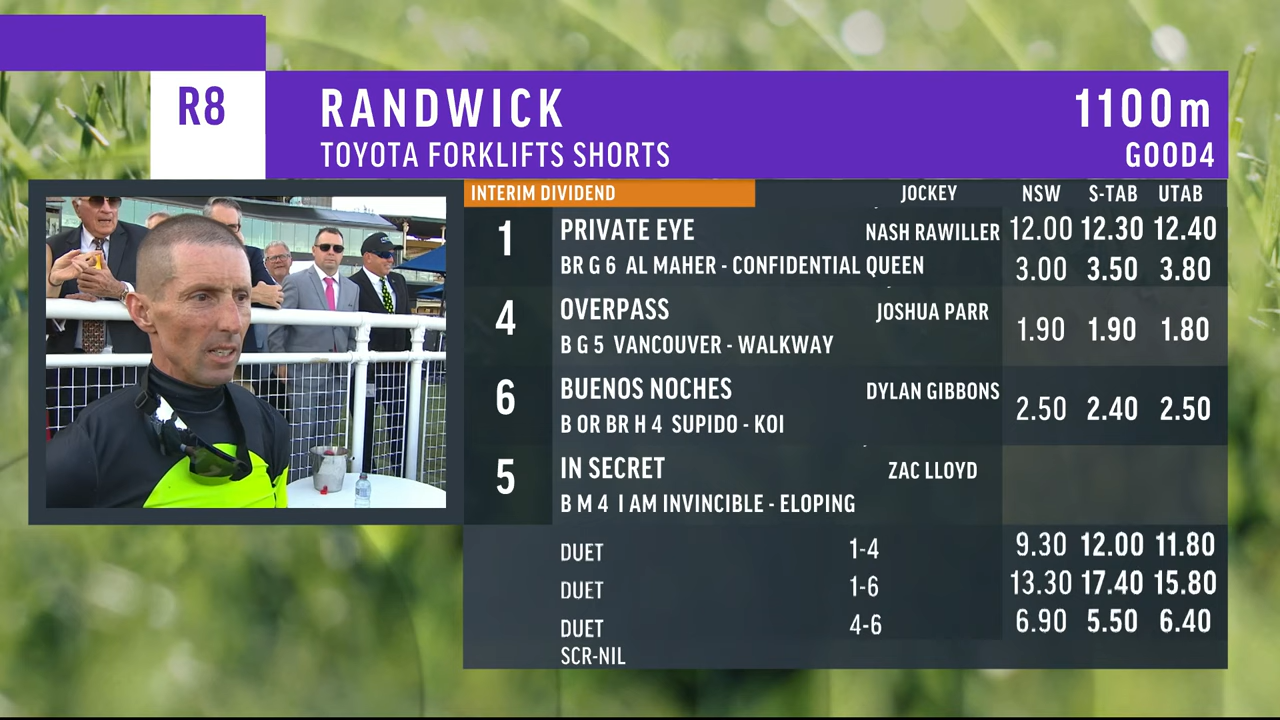 R8
RANDWICK
1100m
TOYOTA FORKLIFTS SHORTS
GOOD4
INTERIM DIVIDEND JOCKEY NSW S-TAB UTAB
1 PRIVATE EYE NASH RAWILLER 12.00 12.30 12.40
BR G 6 AL MAHER - CONFIDENTIAL QUEEN 3.00 3.50 3.80
4 OVERPASS JOSHUA PARR 1.90 1.90 1.80
B G 5 VANCOUVER - WALKWAY
6 BUENOS NOCHES DYLAN GIBBONS 2.50 2.40 2.50
B OR BR H 4 SUPIDO - KOI
5 IN SECRET ZAC LLOYD
B M 4 I AM INVINCIBLE - ELOPING
DUET 1-4 9.30 12.00 11.80
DUET 1-6 13.30 17.40 15.80
DUET 4-6 6.90 5.50 6.40
SCR-NIL